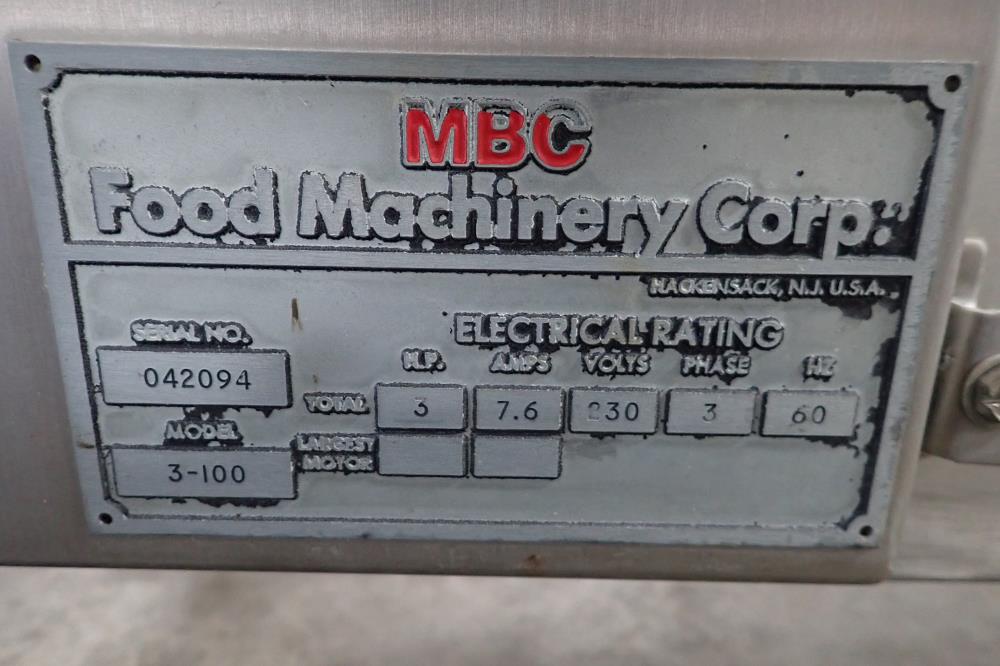 MBC
Food Machinery Corp.
HACKENSACK, N.J. U.S.A.
SERIAL NO.
042094
MODEL
3-100
ELECTRICAL RATING
H.P. AMPS VOLTS PHASE HZ
TOTAL 3 7.6 230 3 60
LARGEST
MOTOR